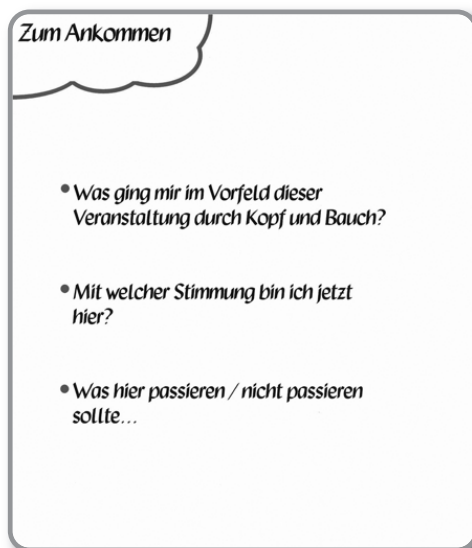 Zum Ankommen
• Was ging mir im Vorfeld dieser
Veranstaltung durch Kopf und Bauch?
• Mit welcher Stimmung bin ich jetzt
hier?
• Was hier passieren / nicht passieren
sollte...